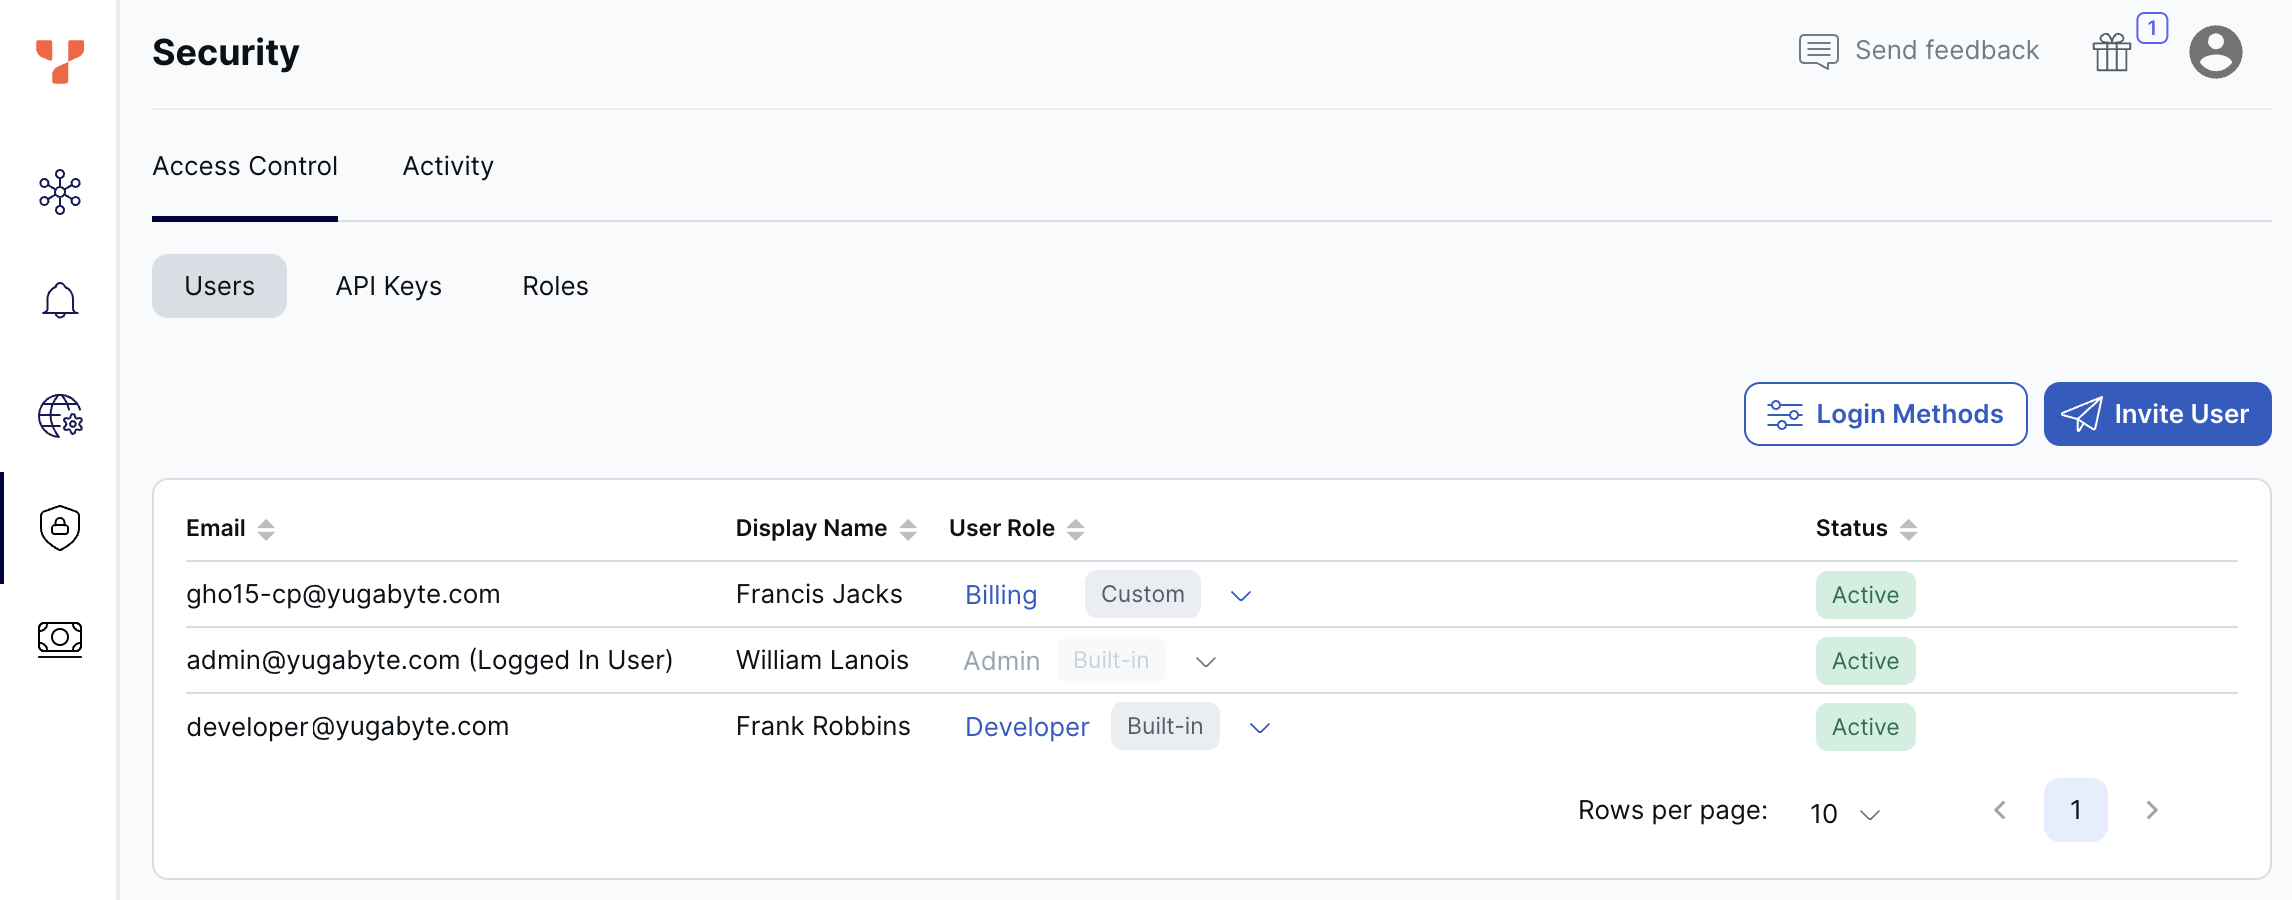 Security
Send feedback
1
Access Control
Activity
Users
API Keys
Roles
Login Methods
Invite User
Email Display Name User Role Status
gho15-cp@yugabyte.com Francis Jacks Billing Custom Active
admin@yugabyte.com (Logged In User) William Lanois Admin Built-in Active
developer@yugabyte.com Frank Robbins Developer Built-in Active
Rows per page: 10 1